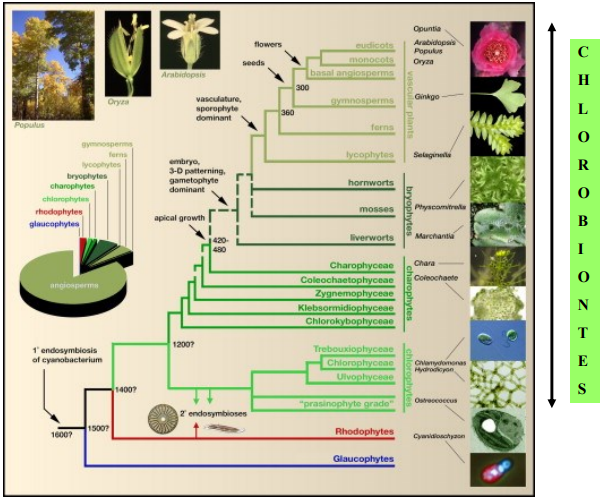 Populus
Oryza
Arabidopsis
flowers
seeds
eudicots
monocots
basal angiosperms
300
gymnosperms
360
ferns
lycophytes
vascular plants
vasculature,
sporophyte
dominant
embryo,
3-D patterning,
gametophyte
dominant
apical growth
hornworts
mosses
liverworts
bryophytes
420-
480
Charophyceae
Coleochaetophyceae
Zygnemophyceae
Klebsormidiophyceae
Chlorokybophyceae
charophytes
1200?
Trebouxiophyceae
Chlorophyceae
Ulvophyceae
"prasinophyte grade"
chlorophytes
2˚ endosymbioses
1˚ endosymbiosis
of cyanobacterium
1400?
1500?
1600?
Rhodophytes
Glaucophytes
gymnosperms
ferns
lycophytes
bryophytes
charophytes
chlorophytes
rhodophytes
glaucophytes
angiosperms
Opuntia
Arabidopsis
Populus
Oryza
Ginkgo
Selaginella
Physcomitrella
Marchantia
Chara
Coleochaete
Chlamydomonas
Hydrodicyon
Ostreococcus
Cyanidioschyzon
C
H
L
O
R
O
B
I
O
N
T
E
S